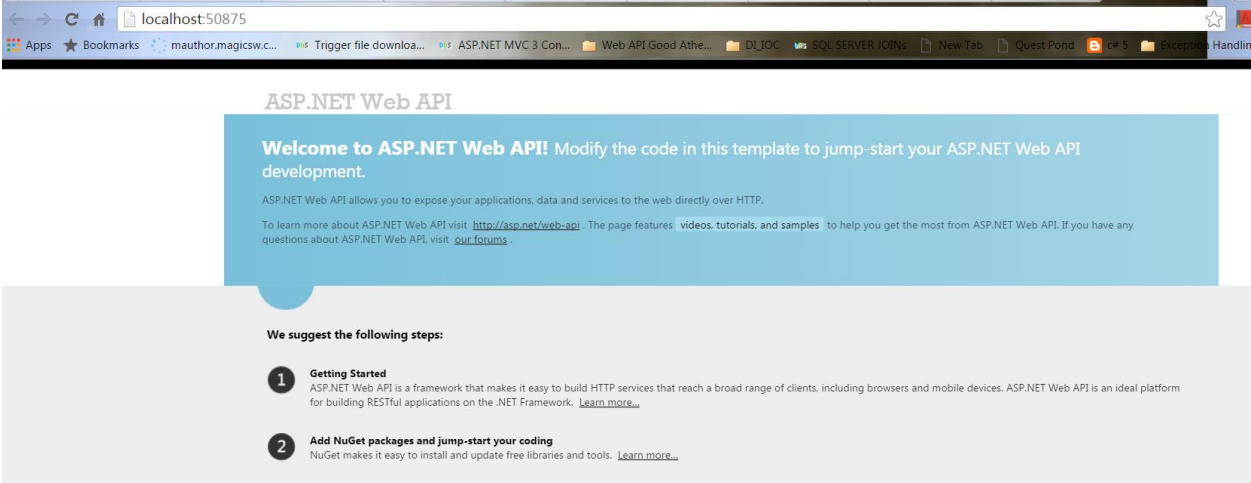 localhost:50875
Apps Bookmarks mauthor.magicsw.c... Trigger file downloa... ASP.NET MVC 3 Con... Web API Good Athe... DI_IOC SQL SERVER JOINs New Tab Quest Pond c# 5 Exception Handlin
ASP.NET Web API
Welcome to ASP.NET Web API! Modify the code in this template to jump-start your ASP.NET Web API
development.
ASP.NET Web API allows you to expose your applications, data and services to the web directly over HTTP.
To learn more about ASP.NET Web API visit http://asp.net/web-api . The page features videos, tutorials, and samples to help you get the most from ASP.NET Web API. If you have any
questions about ASP.NET Web API, visit our forums .
We suggest the following steps:
1 Getting Started
ASP.NET Web API is a framework that makes it easy to build HTTP services that reach a broad range of clients, including browsers and mobile devices. ASP.NET Web API is an ideal platform
for building RESTful applications on the .NET Framework. Learn more...
2 Add NuGet packages and jump-start your coding
NuGet makes it easy to install and update free libraries and tools. Learn more...